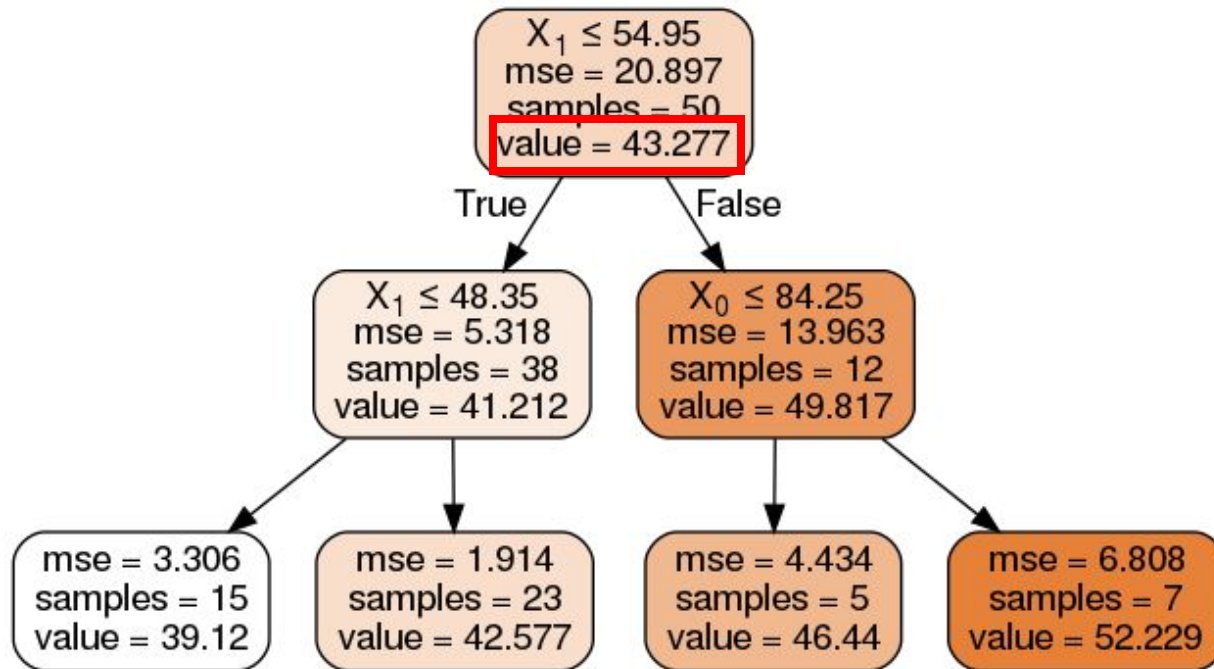 X₁ ≤ 54.95
mse = 20.897
samples = 50
value = 43.277
True
False
X₁ ≤ 48.35
mse = 5.318
samples = 38
value = 41.212
X₀ ≤ 84.25
mse = 13.963
samples = 12
value = 49.817
mse = 3.306
samples = 15
value = 39.12
mse = 1.914
samples = 23
value = 42.577
mse = 4.434
samples = 5
value = 46.44
mse = 6.808
samples = 7
value = 52.229